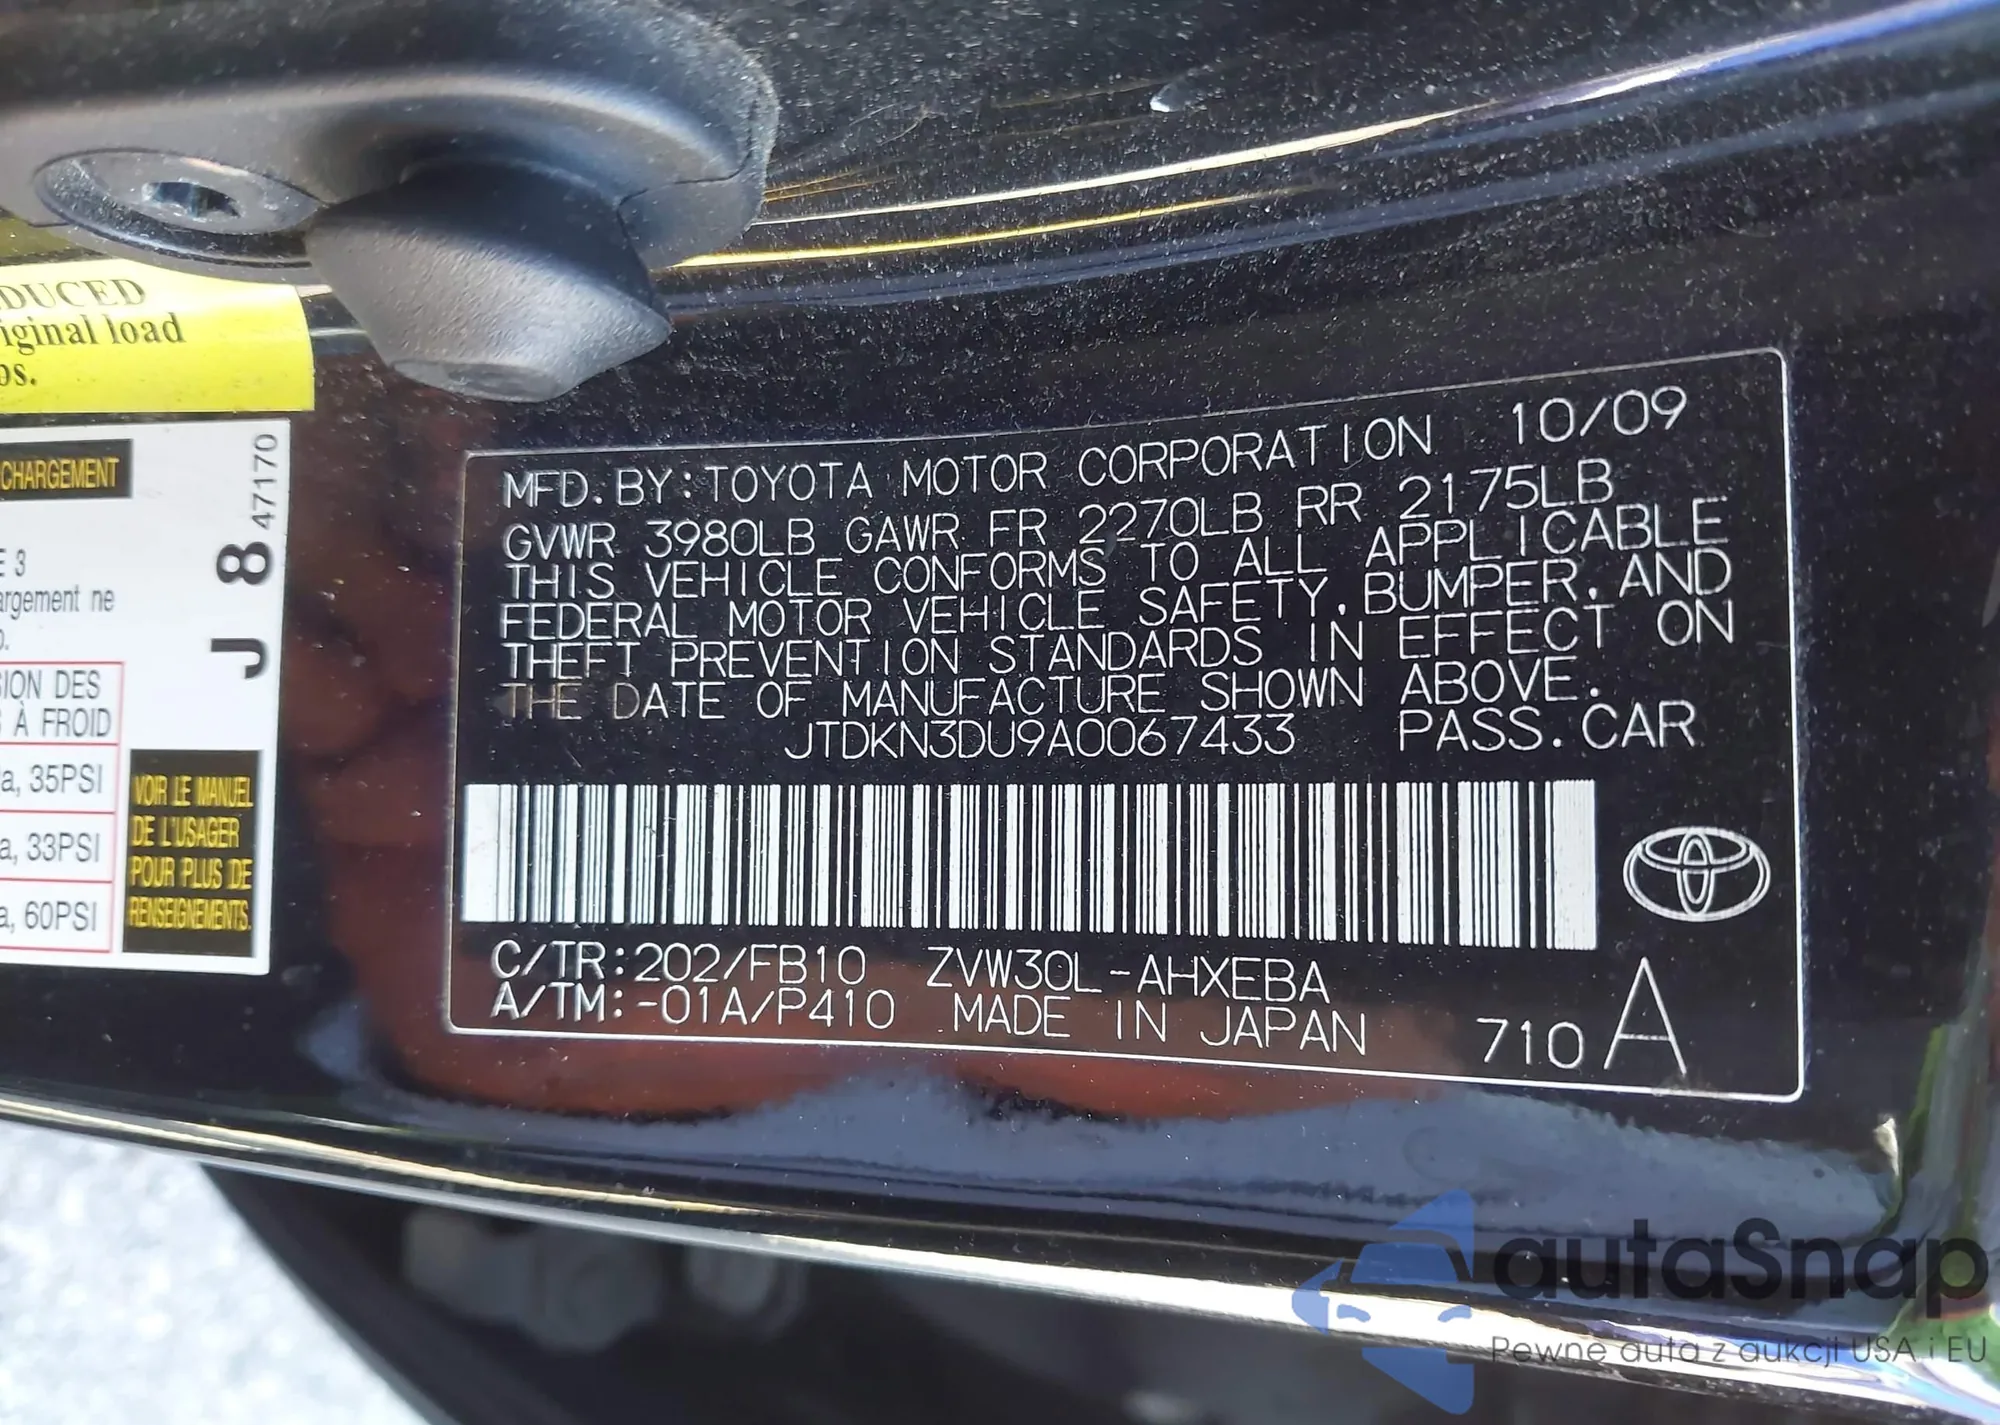 DUCED
iginal load
os.
CHARGEMENT
47170
J 8
E 3
argement ne
SION DES
À FROID
a, 35PSI
a, 33PSI
a, 60PSI
VOIR LE MANUEL
DE L'USAGER
POUR PLUS DE
RENSEIGNEMENTS.
MFD. BY: TOYOTA MOTOR CORPORATION 10/09
GVWR 3980LB GAWR FR 2270LB RR 2175LB
THIS VEHICLE CONFORMS TO ALL APPLICABLE
FEDERAL MOTOR VEHICLE SAFETY, BUMPER, AND
THEFT PREVENTION STANDARDS IN EFFECT ON
THE DATE OF MANUFACTURE SHOWN ABOVE.
JTDKN3DU9A0067433 PASS. CAR
C/TR:202/FB10 ZVW30L-AHXEBA
A/TM:-01A/P410 MADE IN JAPAN
710 A
autaSnap
Pewne auta z aukcji USA i EU